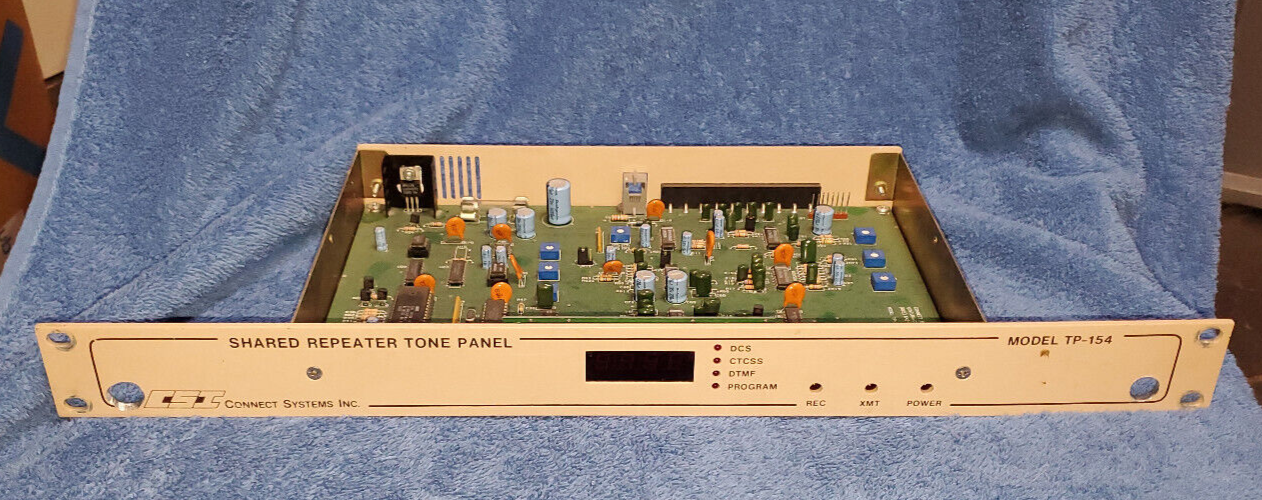 SHARED REPEATER TONE PANEL
MODEL TP-154
DCS
CTCSS
DTMF
PROGRAM
REC
XMT
POWER
CSI CONNECT SYSTEMS INC.